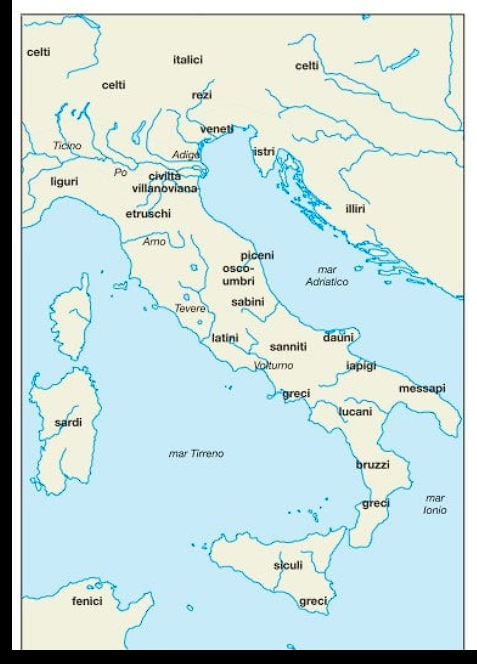 celti
italici
celti
celti
rezi
veneti
Ticino
Adige
istri
Po
civiltà
villanoviana
liguri
etruschi
illiri
Arno
piceni
osco-
umbri
mar
Adriatico
sabini
Tevere
latini
sanniti
dauni
Volturno
iapigi
greci
messapi
lucani
sardi
mar Tirreno
bruzzi
greci
mar
Ionio
siculi
fenici
greci